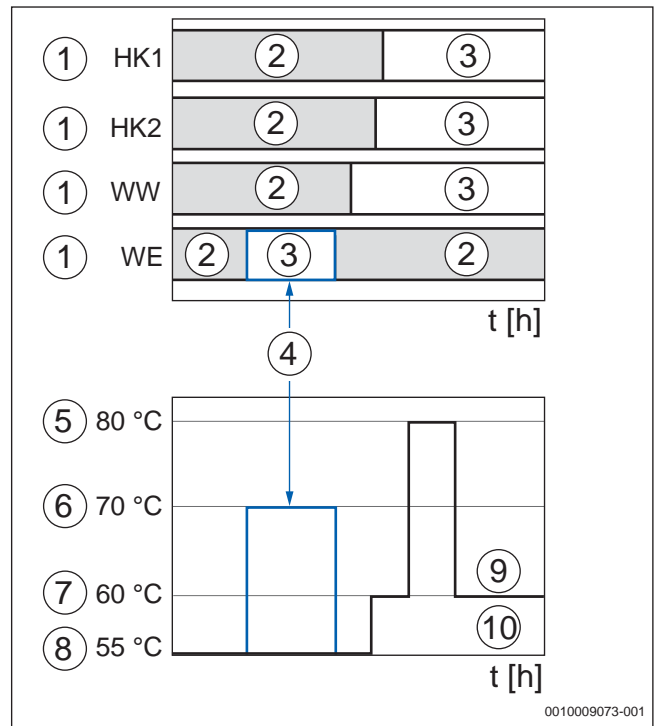 1 HK1 2 3
1 HK2 2 3
1 WW 2 3
1 WE 2 3 2
t [h]
4
5 80 °C
6 70 °C
9
7 60 °C
10
8 55 °C
t [h]
0010009073-001